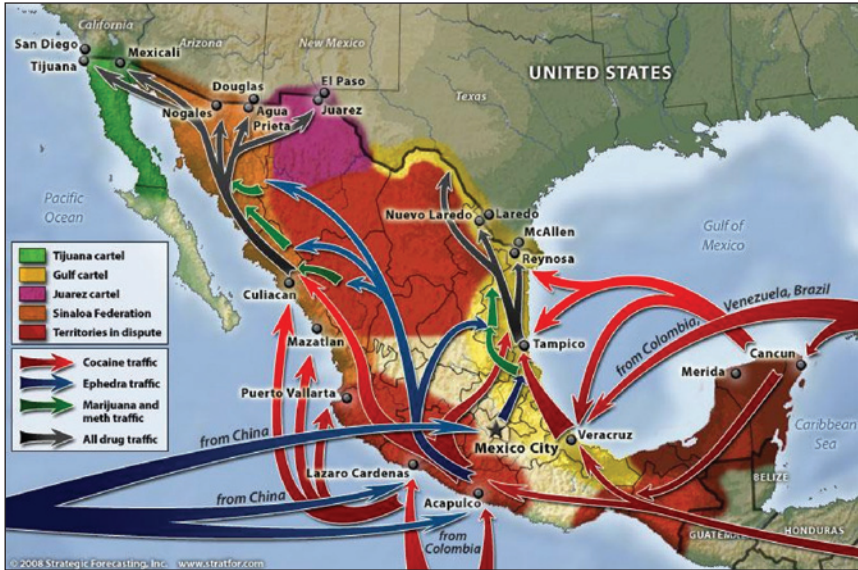 California
Arizona
New Mexico
San Diego
Tijuana
Mexicali
Douglas
El Paso
Nogales
Agua
Prieta
Juarez
UNITED STATES
Texas
Pacific
Ocean
Nuevo Laredo
Laredo
McAllen
Reynosa
Gulf of
Mexico
Tijuana cartel
Gulf cartel
Juarez cartel
Sinaloa Federation
Territories in dispute
Cocaine traffic
Ephedra traffic
Marijuana and
meth traffic
All drug traffic
Culiacan
Mazatlan
Puerto Vallarta
Tampico
from Colombia, Venezuela, Brazil
Cancun
Merida
from China
Mexico City
Veracruz
Caribbean
Sea
Lazaro Cardenas
from China
Acapulco
from
Colombia
BELIZE
GUATEMALA
HONDURAS
© 2008 Strategic Forecasting, Inc. www.stratfor.com